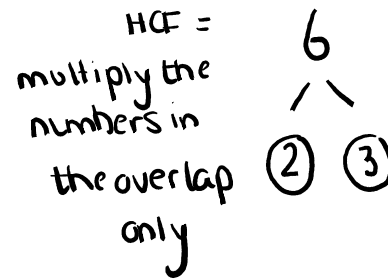 HCF =
multiply the
numbers in
the overlap
only
6
2 3